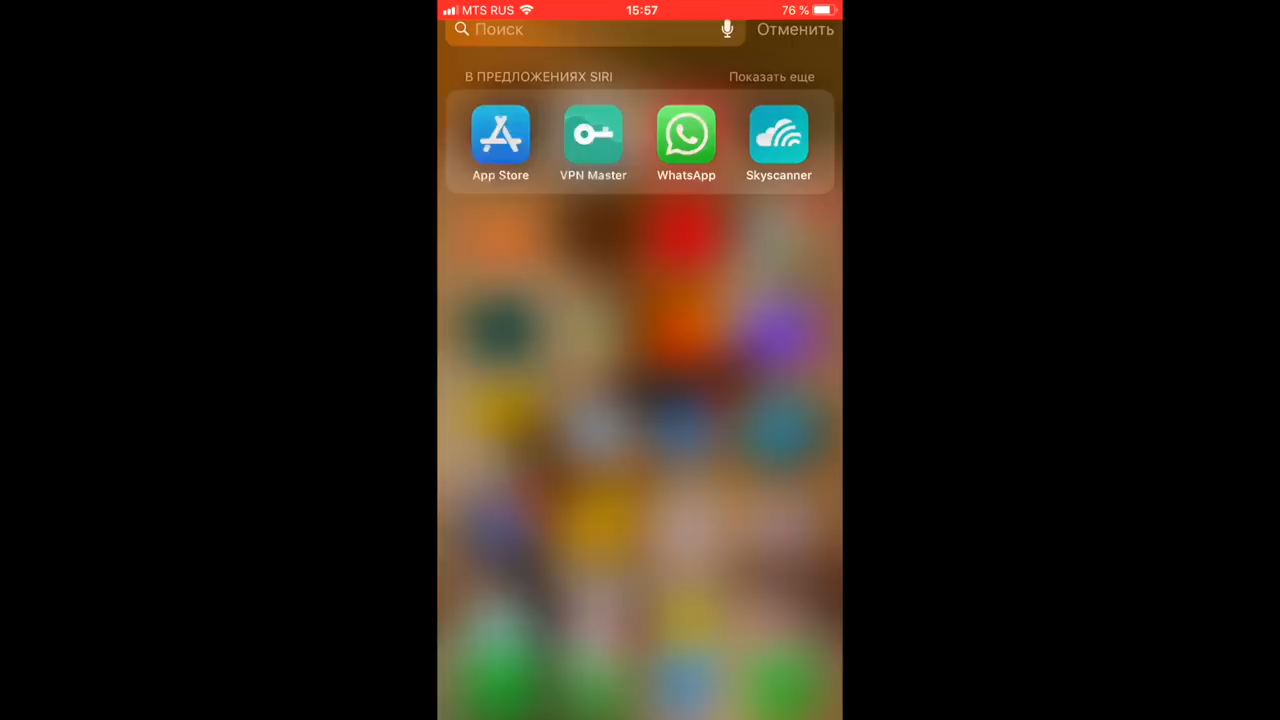 MTS RUS 15:57 76 %
Поиск Отменить
В ПРЕДЛОЖЕНИЯХ SIRI Показать еще
App Store VPN Master WhatsApp Skyscanner